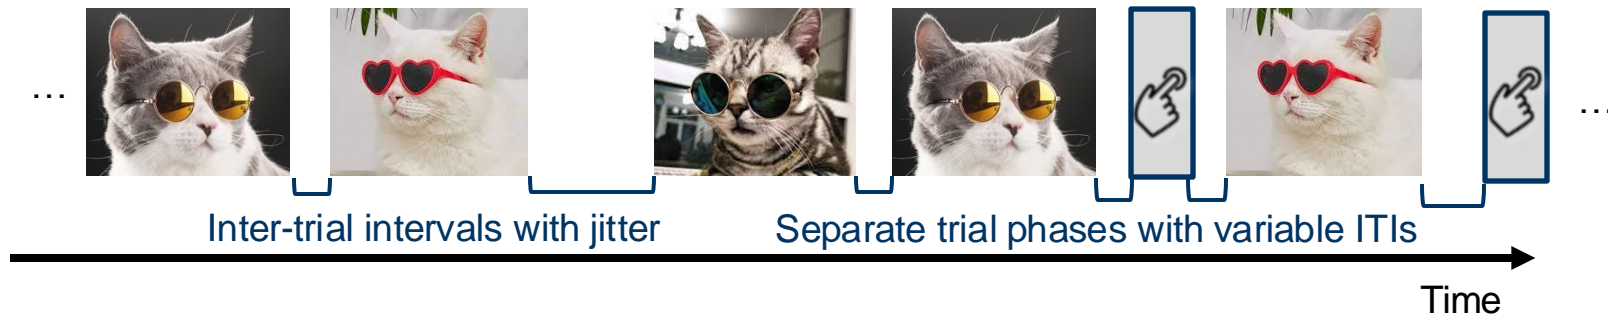 ...
...
Inter-trial intervals with jitter
Separate trial phases with variable ITIs
Time